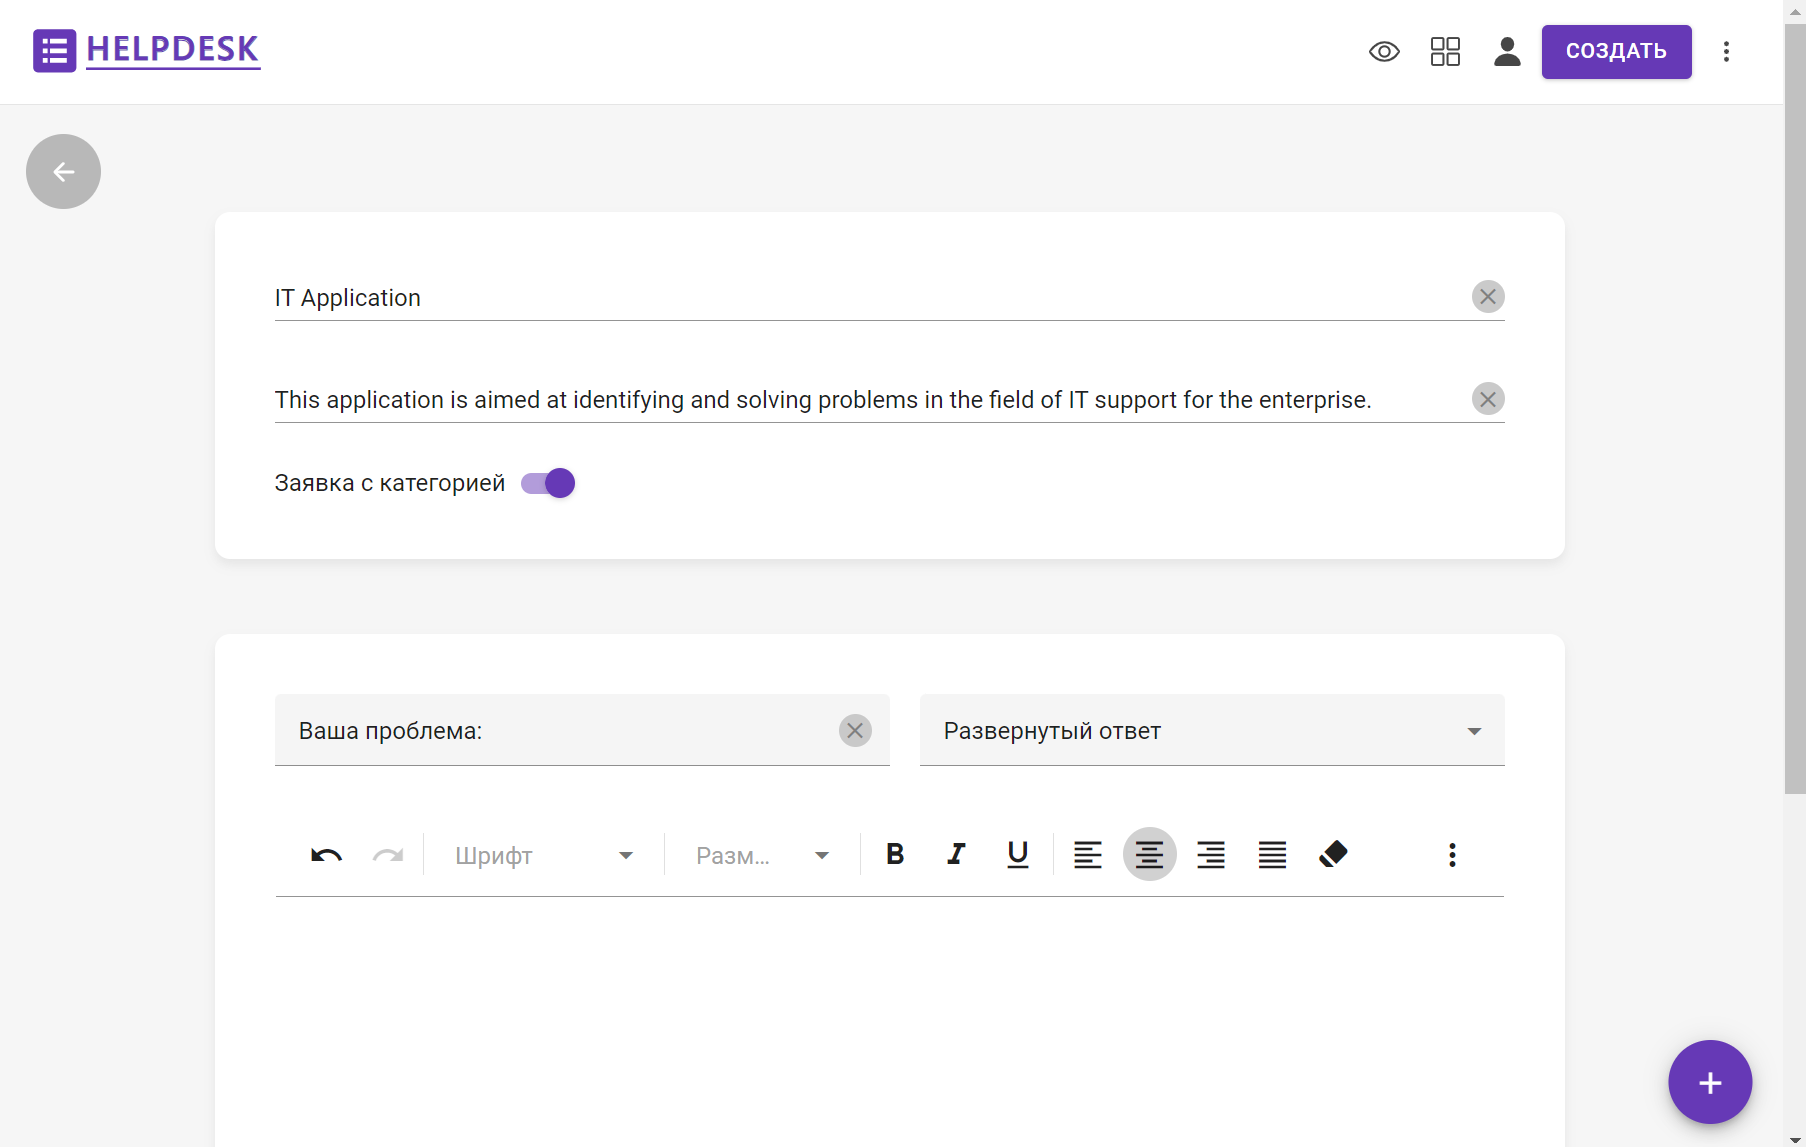 HELPDESK
СОЗДАТЬ
IT Application
This application is aimed at identifying and solving problems in the field of IT support for the enterprise.
Заявка с категорией
Ваша проблема:
Развернутый ответ
Шрифт
Разм...
B I U